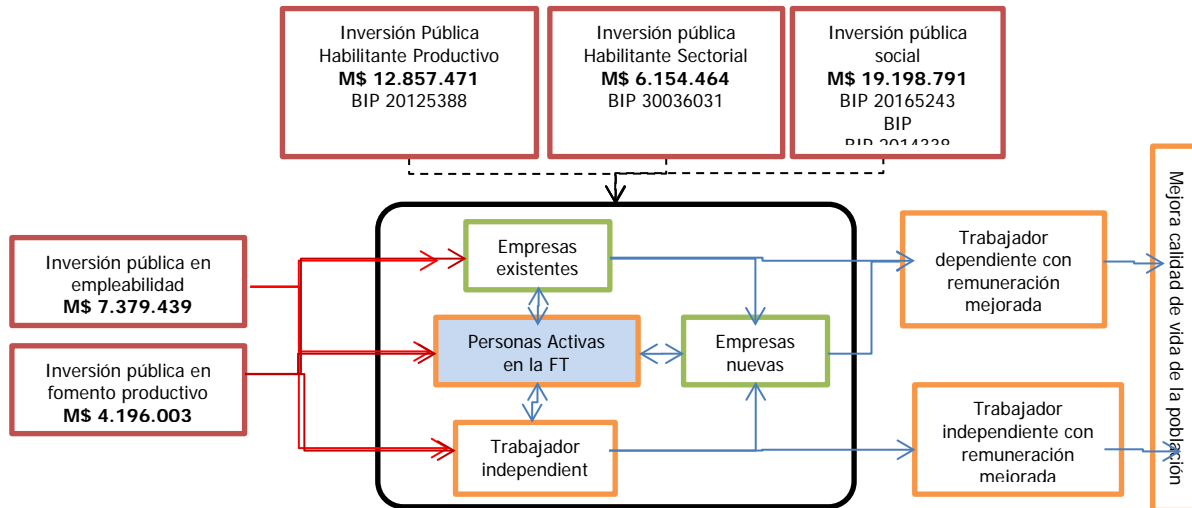 Inversión Pública
Habilitante Productivo
M$ 12.857.471
BIP 20125388
Inversión pública
Habilitante Sectorial
M$ 6.154.464
BIP 30036031
Inversión pública
social
M$ 19.198.791
BIP 20165243
BIP
BIP 2014338
Inversión pública en
empleabilidad
M$ 7.379.439
Inversión pública en
fomento productivo
M$ 4.196.003
Empresas
existentes
Personas Activas
en la FT
Empresas
nuevas
Trabajador
independient
Trabajador
dependiente con
remuneración
mejorada
Trabajador
independiente con
remuneración
mejorada
Mejora calidad de vida de la población